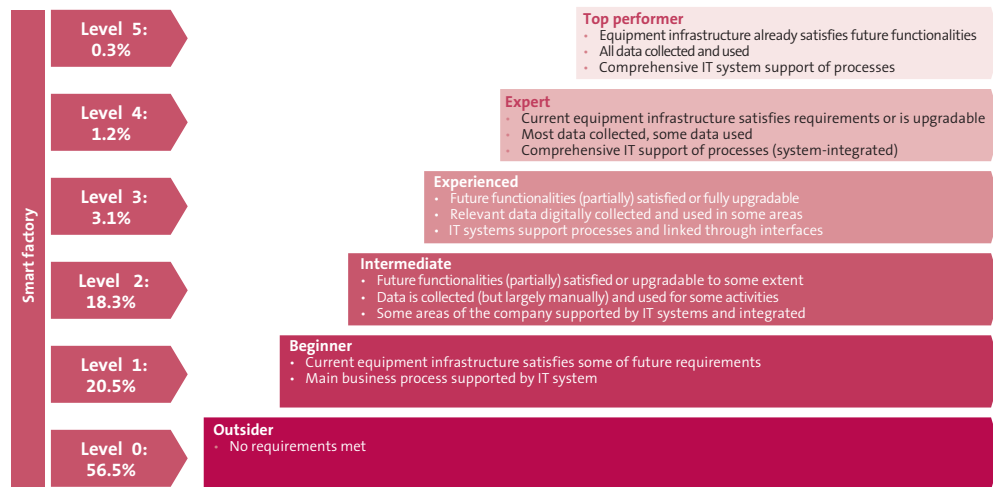 Smart factory
Level 5:
0.3%
Top performer
• Equipment infrastructure already satisfies future functionalities
• All data collected and used
• Comprehensive IT system support of processes
Level 4:
1.2%
Expert
• Current equipment infrastructure satisfies requirements or is upgradable
• Most data collected, some data used
• Comprehensive IT support of processes (system-integrated)
Level 3:
3.1%
Experienced
• Future functionalities (partially) satisfied or fully upgradable
• Relevant data digitally collected and used in some areas
• IT systems support processes and linked through interfaces
Level 2:
18.3%
Intermediate
• Future functionalities (partially) satisfied or upgradable to some extent
• Data is collected (but largely manually) and used for some activities
• Some areas of the company supported by IT systems and integrated
Level 1:
20.5%
Beginner
• Current equipment infrastructure satisfies some of future requirements
• Main business process supported by IT system
Level 0:
56.5%
Outsider
• No requirements met